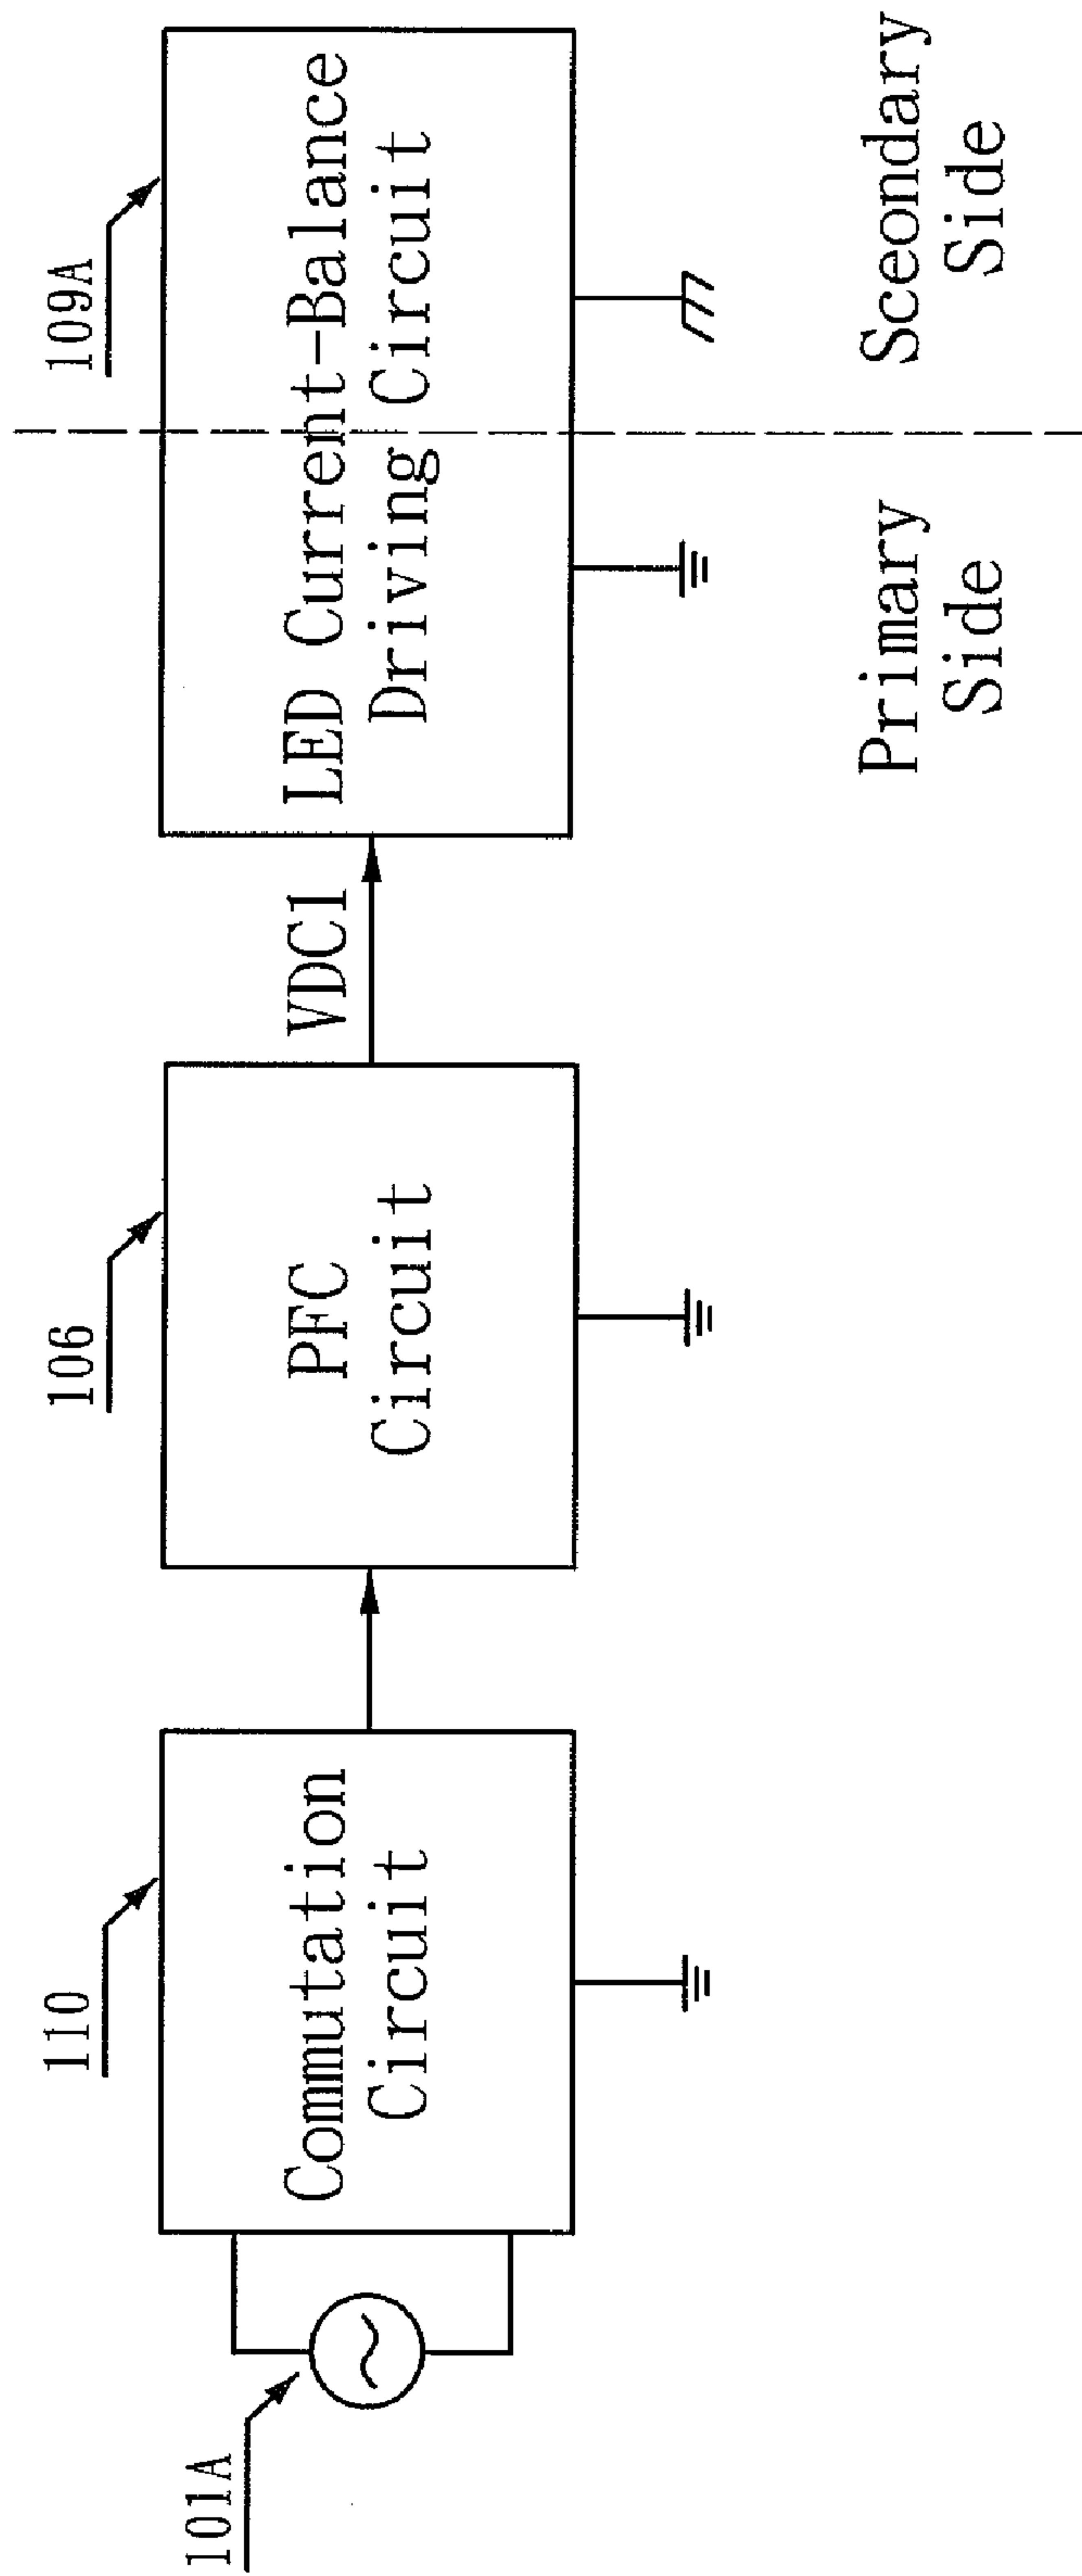 101A
110
106
109A
Commutation
Circuit
PFC
Circuit
VDC1
LED Current-Balance
Driving Circuit
Primary
Side
Sceondary
Side